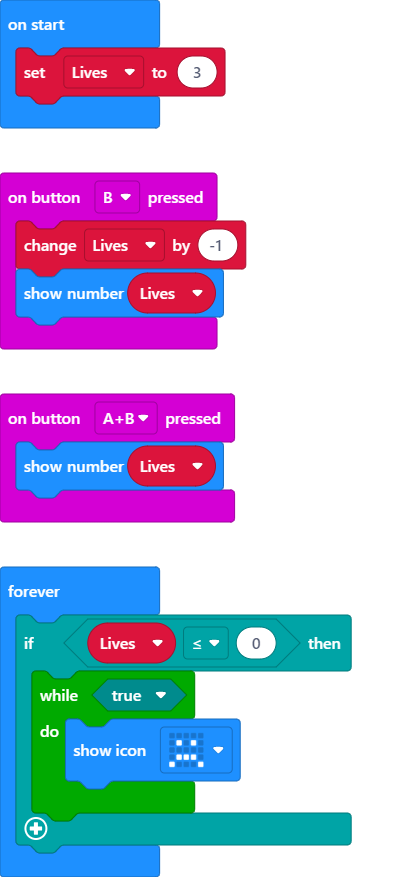 on start
set Lives to 3
on button B pressed
change Lives by -1
show number Lives
on button A+B pressed
show number Lives
forever
if Lives ≤ 0 then
while true
do
show icon